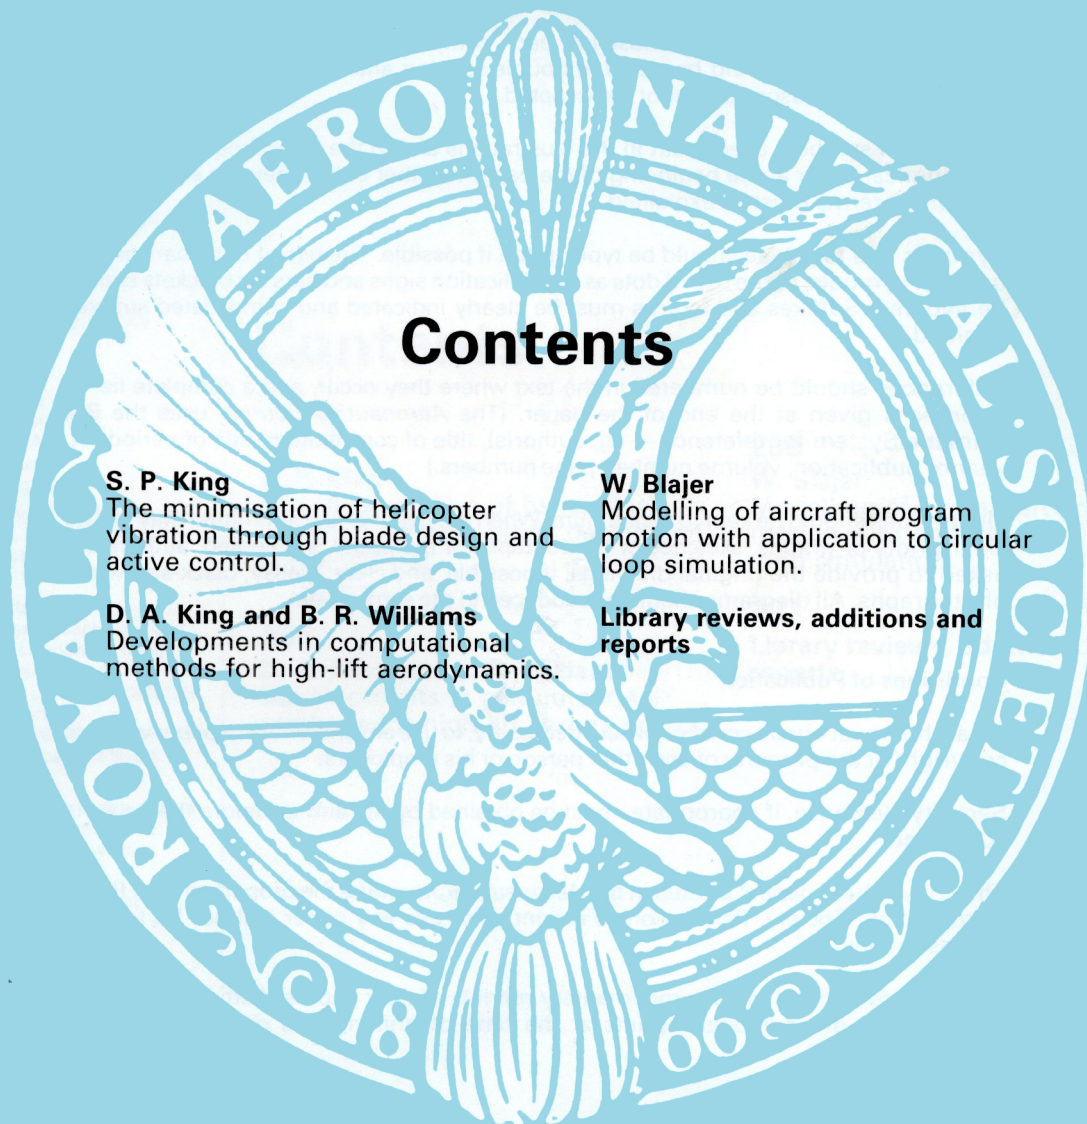 ROYAL AERONAUTICAL SOCIETY
1866
Contents
S. P. King
The minimisation of helicopter
vibration through blade design and
active control.
D. A. King and B. R. Williams
Developments in computational
methods for high-lift aerodynamics.
W. Blajer
Modelling of aircraft program
motion with application to circular
loop simulation.
Library reviews, additions and
reports